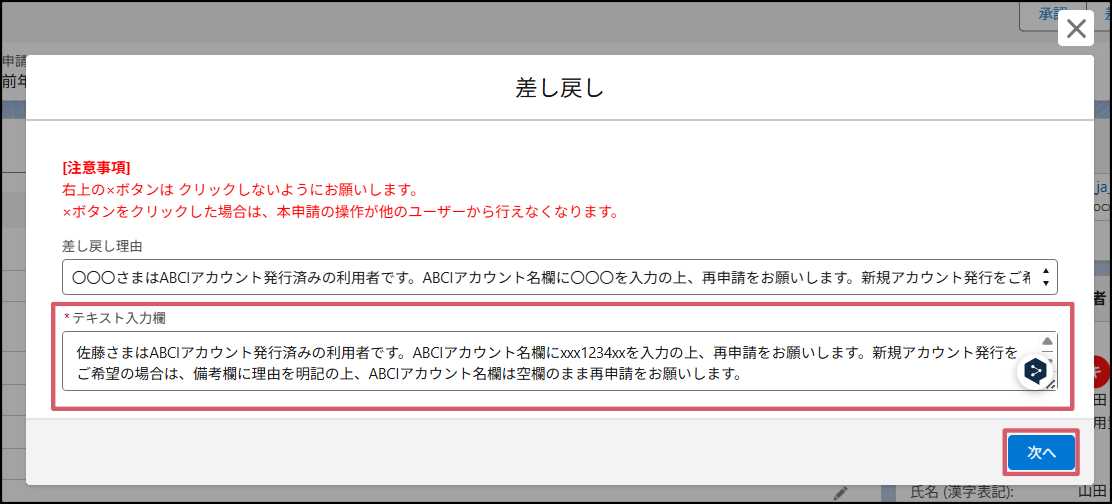 承認
申請
前年
差し戻し
[注意事項]
右上の×ボタンは クリックしないようにお願いします。
×ボタンをクリックした場合は、本申請の操作が他のユーザーから行えなくなります。
_ja_
差し戻し理由
〇〇〇さまはABCIアカウント発行済みの利用者です。ABCIアカウント名欄に〇〇〇を入力の上、再申請をお願いします。新規アカウント発行をご希
者
*テキスト入力欄
佐藤さまはABCIアカウント発行済みの利用者です。ABCIアカウント名欄にxxx1234xxを入力の上、再申請をお願いします。新規アカウント発行を
ご希望の場合は、備考欄に理由を明記の上、ABCIアカウント名欄は空欄のまま再申請をお願いします。
キ
田
次へ
氏名 (漢字表記):
山田